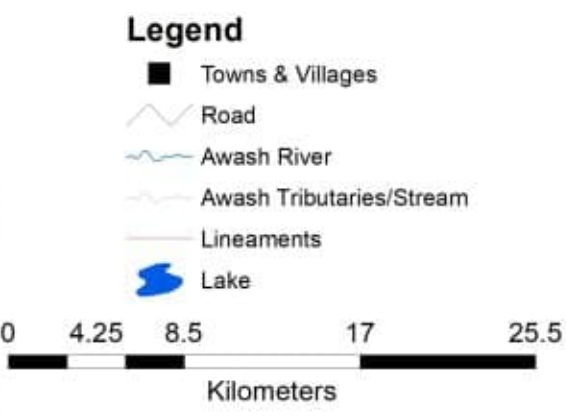 Legend
Towns & Villages
Road
Awash River
Awash Tributaries/Stream
Lineaments
Lake
0 4.25 8.5 17 25.5
Kilometers